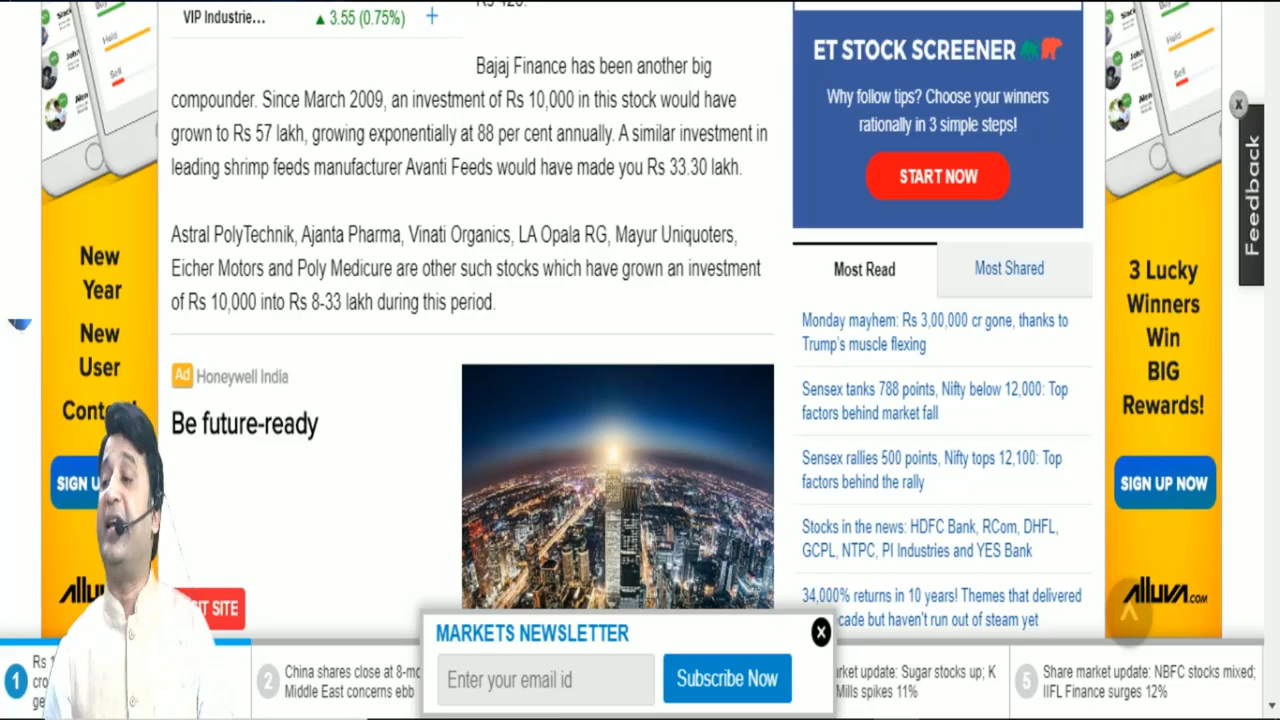 VIP Industrie...
▲ 3.55 (0.75%)
+
Bajaj Finance has been another big
compounder. Since March 2009, an investment of Rs 10,000 in this stock would have
grown to Rs 57 lakh, growing exponentially at 88 per cent annually. A similar investment in
leading shrimp feeds manufacturer Avanti Feeds would have made you Rs 33.30 lakh.
Astral PolyTechnik, Ajanta Pharma, Vinati Organics, LA Opala RG, Mayur Uniquoters,
Eicher Motors and Poly Medicure are other such stocks which have grown an investment
of Rs 10,000 into Rs 8-33 lakh during this period.
Ad Honeywell India
Be future-ready
SITE
ET STOCK SCREENER
Why follow tips? Choose your winners
rationally in 3 simple steps!
START NOW
Most Read
Most Shared
Monday mayhem: Rs 3,00,000 cr gone, thanks to
Trump's muscle flexing
Sensex tanks 788 points, Nifty below 12,000: Top
factors behind market fall
Sensex rallies 500 points, Nifty tops 12,100: Top
factors behind the rally
Stocks in the news: HDFC Bank, RCom, DHFL,
GCPL, NTPC, PI Industries and YES Bank
34,000% returns in 10 years! Themes that delivered
but haven't run out of steam yet
New
Year
New
User
SIGN
Hold
Sell
3 Lucky
Winners
Win
BIG
Rewards!
SIGN UP NOW
Alluva.com
Feedback
x
MARKETS NEWSLETTER
x
Enter your email id
Subscribe Now
1
Rs
2
China shares close at
Middle East concerns
update: Sugar stocks up; K
Mills spikes 11%
5
Share market update: NBFC stocks mixed;
IIFL Finance surges 12%